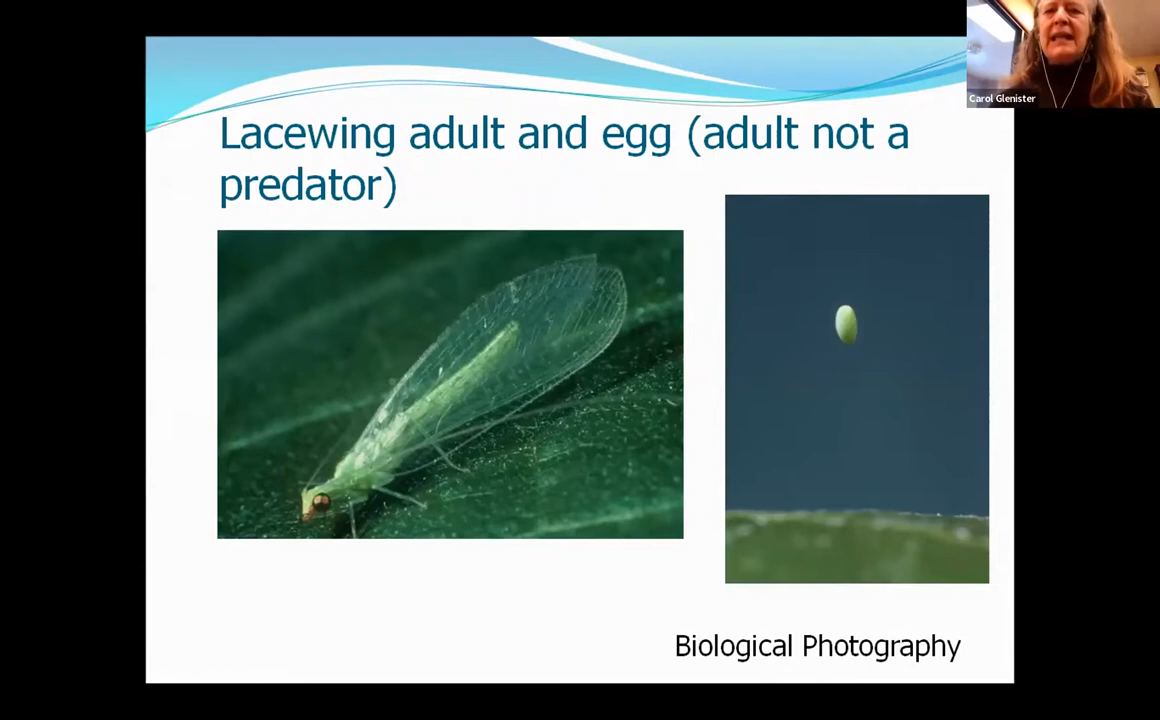 Carol Glenister
Lacewing adult and egg (adult not a
predator)
Biological Photography